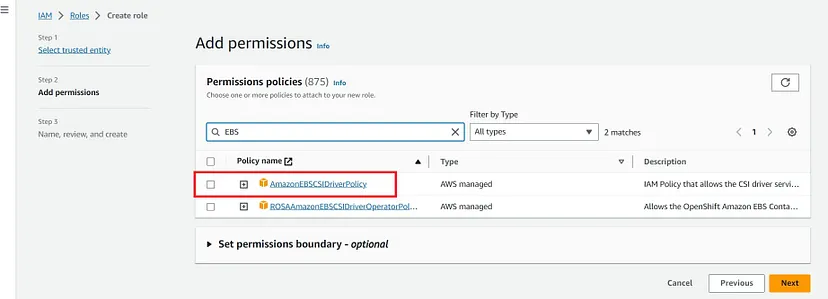 IAM > Roles > Create role
Step 1
Select trusted entity
Step 2
Add permissions
Step 3
Name, review, and create
Add permissions Info
Permissions policies (875) Info
Choose one or more policies to attach to your new role.
Filter by Type
EBS
All types
2 matches
1
Policy name
Type
Description
AmazonEBSCSIDriverPolicy
AWS managed
IAM Policy that allows the CSI driver servi...
ROSAAmazonEBSCSIDriverOperatorPol...
AWS managed
Allows the OpenShift Amazon EBS Conta...
Set permissions boundary - optional
Cancel
Previous
Next